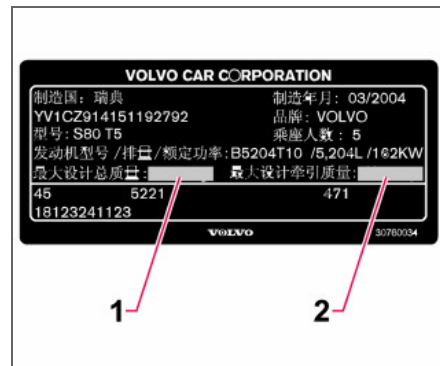 VOLVO CAR CORPORATION
制造国：瑞典 制造年月：03/2004
YV1CZ914151192792 品牌：VOLVO
型号：S80 T5 乘座人数：5
发动机型号/排量/额定功率：B5204T10 /5,204L /162KW
最大设计总质量： 最大设计牵引质量：
45 5221 471
18123241123
VOLVO 30760034
1 2